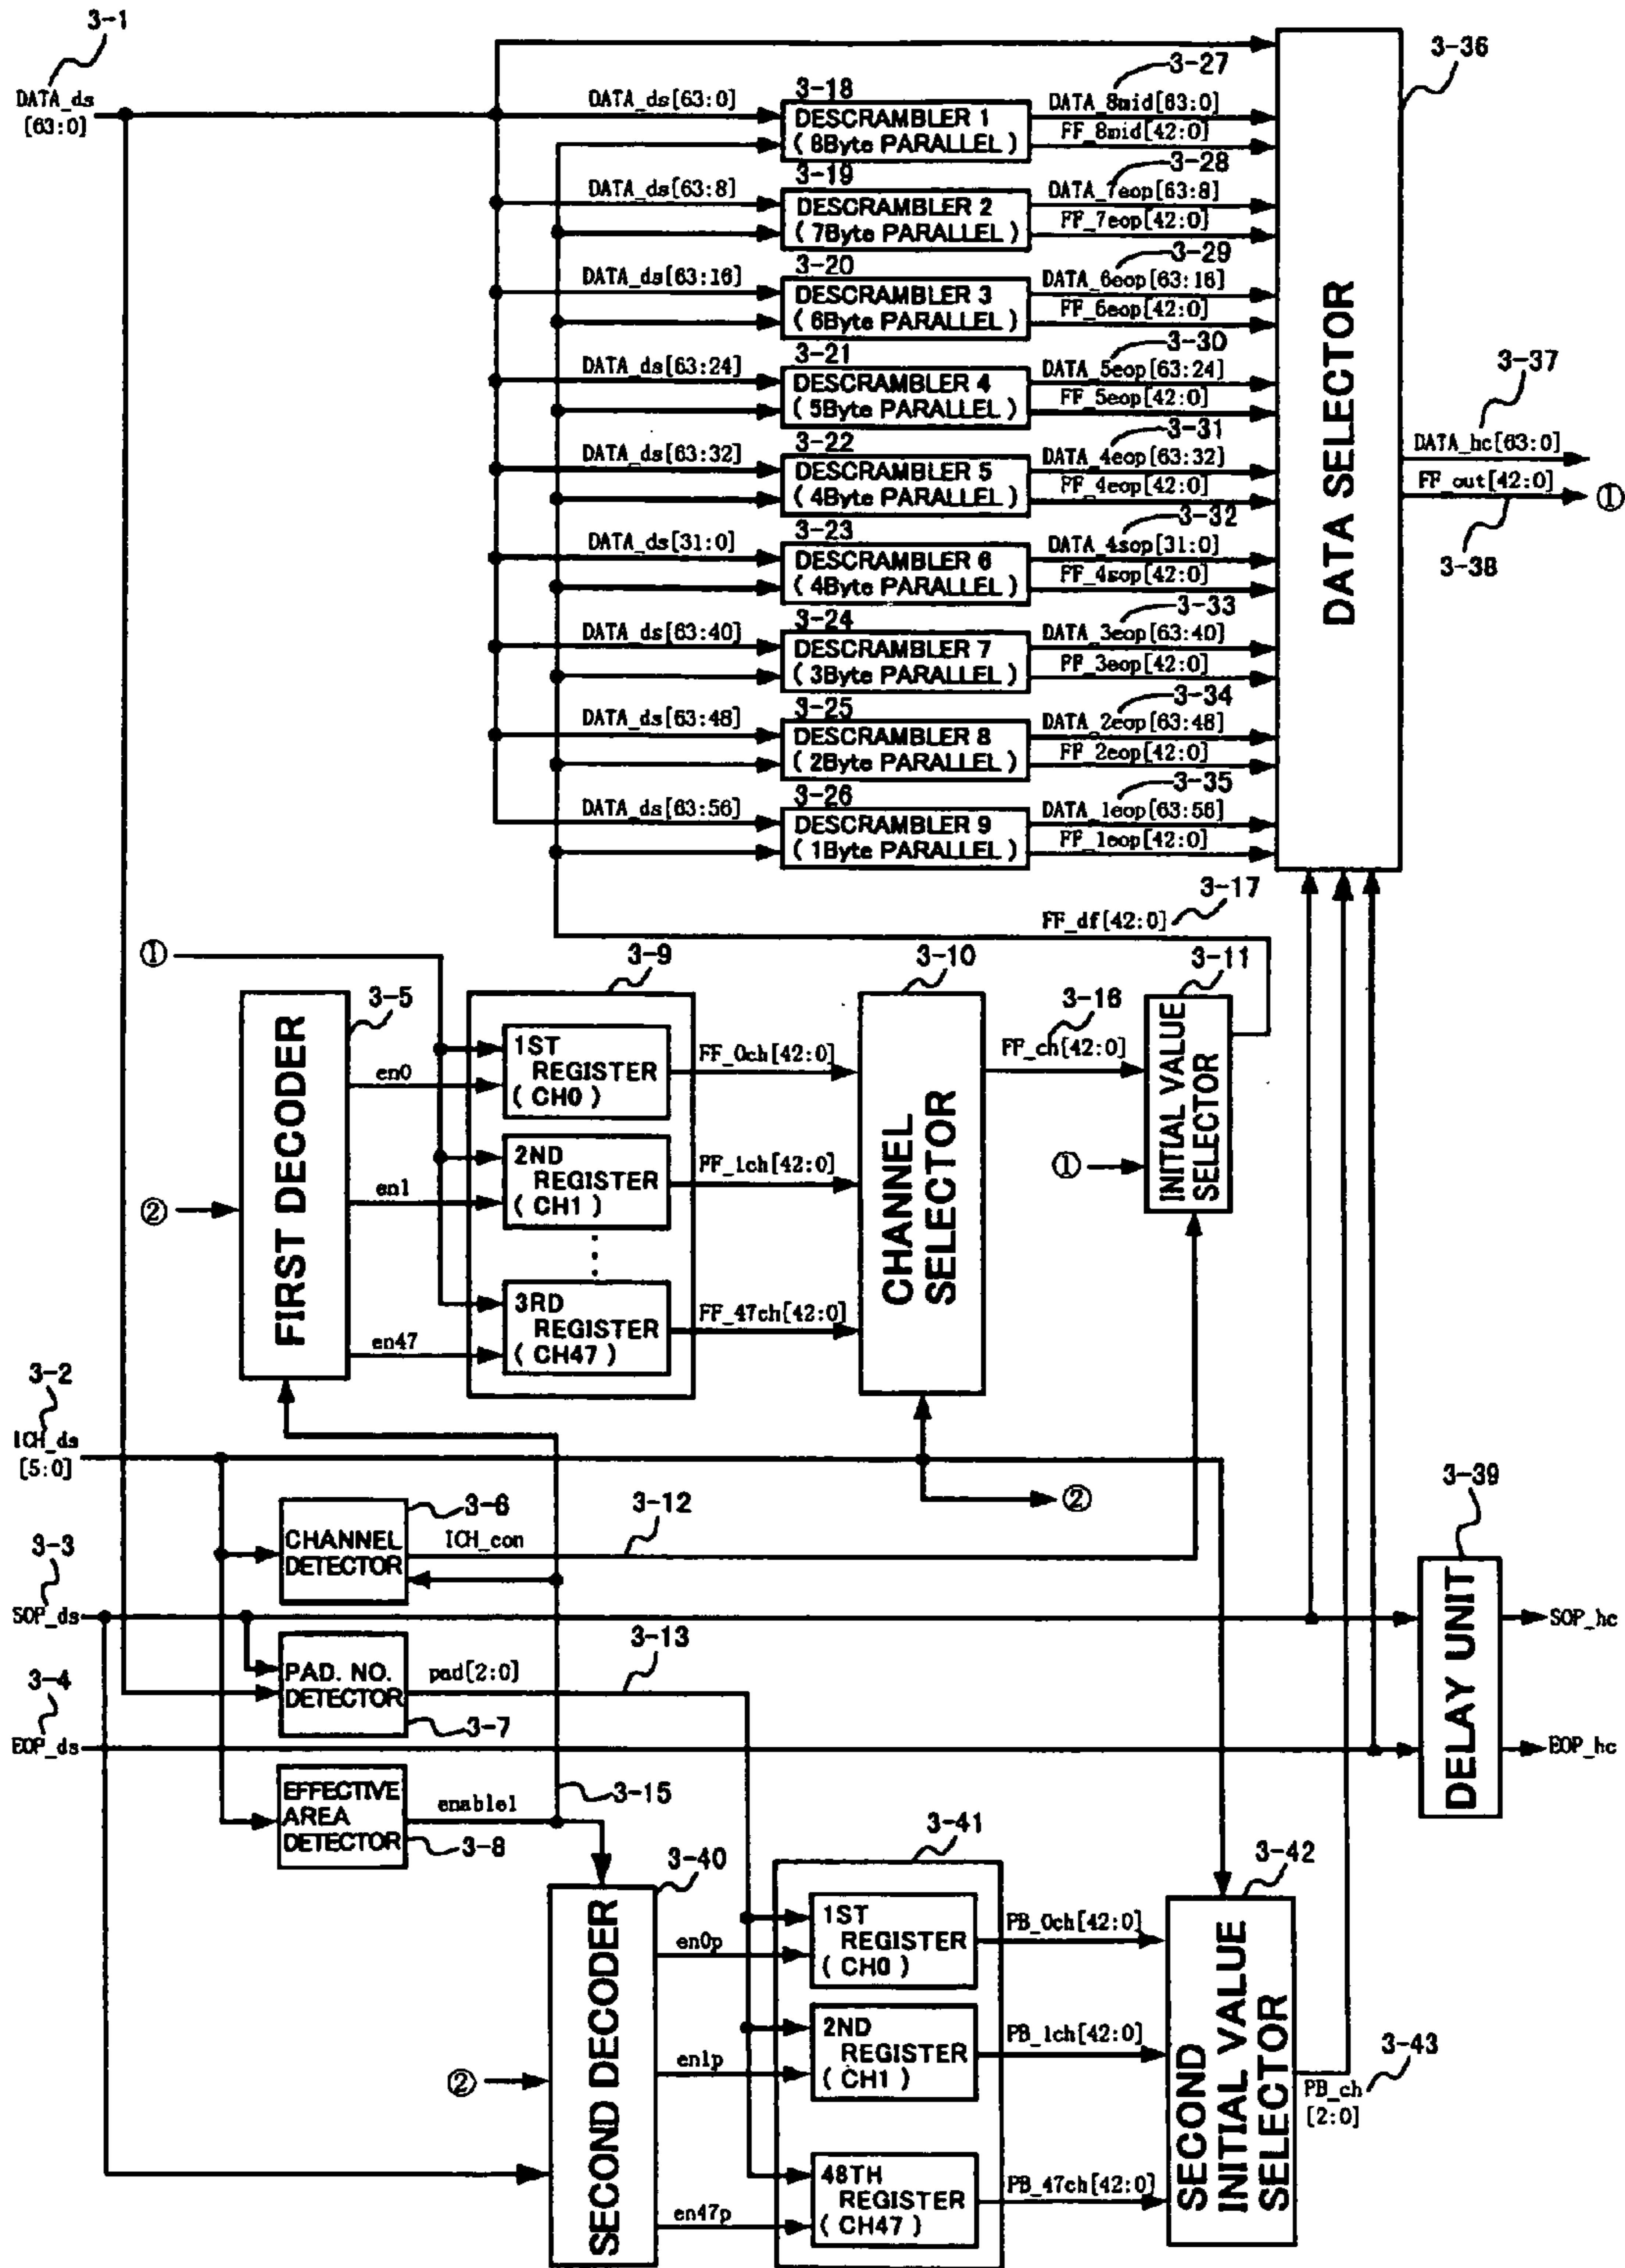 3-1
DATA_ds
[63:0]
3-36
3-27
3-18
DATA_ds[63:0]
DESCRAMBLER 1
( 8Byte PARALLEL )
DATA_8mid[63:0]
FF_8mid[42:0]
3-28
3-19
DATA_ds[63:8]
DESCRAMBLER 2
( 7Byte PARALLEL )
DATA_7eop[63:8]
FF_7eop[42:0]
3-29
3-20
DATA_ds[63:16]
DESCRAMBLER 3
( 6Byte PARALLEL )
DATA_6eop[63:16]
FF_6eop[42:0]
3-30
3-21
DATA_ds[63:24]
DESCRAMBLER 4
( 5Byte PARALLEL )
DATA_5eop[63:24]
FF_5eop[42:0]
3-31
3-22
DATA_ds[63:32]
DESCRAMBLER 5
( 4Byte PARALLEL )
DATA_4eop[63:32]
FF_4eop[42:0]
3-32
3-23
DATA_ds[31:0]
DESCRAMBLER 6
( 4Byte PARALLEL )
DATA_4sop[31:0]
FF_4sop[42:0]
3-33
3-24
DATA_ds[63:40]
DESCRAMBLER 7
( 3Byte PARALLEL )
DATA_3eop[63:40]
FF_3eop[42:0]
3-34
3-25
DATA_ds[63:48]
DESCRAMBLER 8
( 2Byte PARALLEL )
DATA_2eop[63:48]
FF_2eop[42:0]
3-35
3-26
DATA_ds[63:56]
DESCRAMBLER 9
( 1Byte PARALLEL )
DATA_1eop[63:56]
FF_1eop[42:0]
DATA SELECTOR
3-37
DATA_hc[63:0]
FF_out[42:0]
①
3-38
3-17
FF_df[42:0]
①
3-5
FIRST DECODER
②
en0
en1
en47
3-9
1ST
REGISTER
( CH0 )
2ND
REGISTER
( CH1 )
3RD
REGISTER
( CH47 )
FF_0ch[42:0]
FF_1ch[42:0]
FF_47ch[42:0]
3-10
CHANNEL
SELECTOR
3-16
FF_ch[42:0]
3-11
INITIAL VALUE
SELECTOR
①
3-2
ICH_ds
[5:0]
②
3-6
CHANNEL
DETECTOR
ICH_con
3-12
3-3
SOP_ds
PAD. NO.
DETECTOR
pad[2:0]
3-13
3-7
3-4
EOP_ds
EFFECTIVE
AREA
DETECTOR
enable1
3-15
3-8
3-39
DELAY UNIT
SOP_hc
EOP_hc
3-40
SECOND DECODER
②
en0p
en1p
en47p
3-41
1ST
REGISTER
( CH0 )
2ND
REGISTER
( CH1 )
48TH
REGISTER
( CH47 )
PB_0ch[42:0]
PB_1ch[42:0]
PB_47ch[42:0]
3-42
SECOND
INITIAL VALUE
SELECTOR
3-43
PB_ch
[2:0]